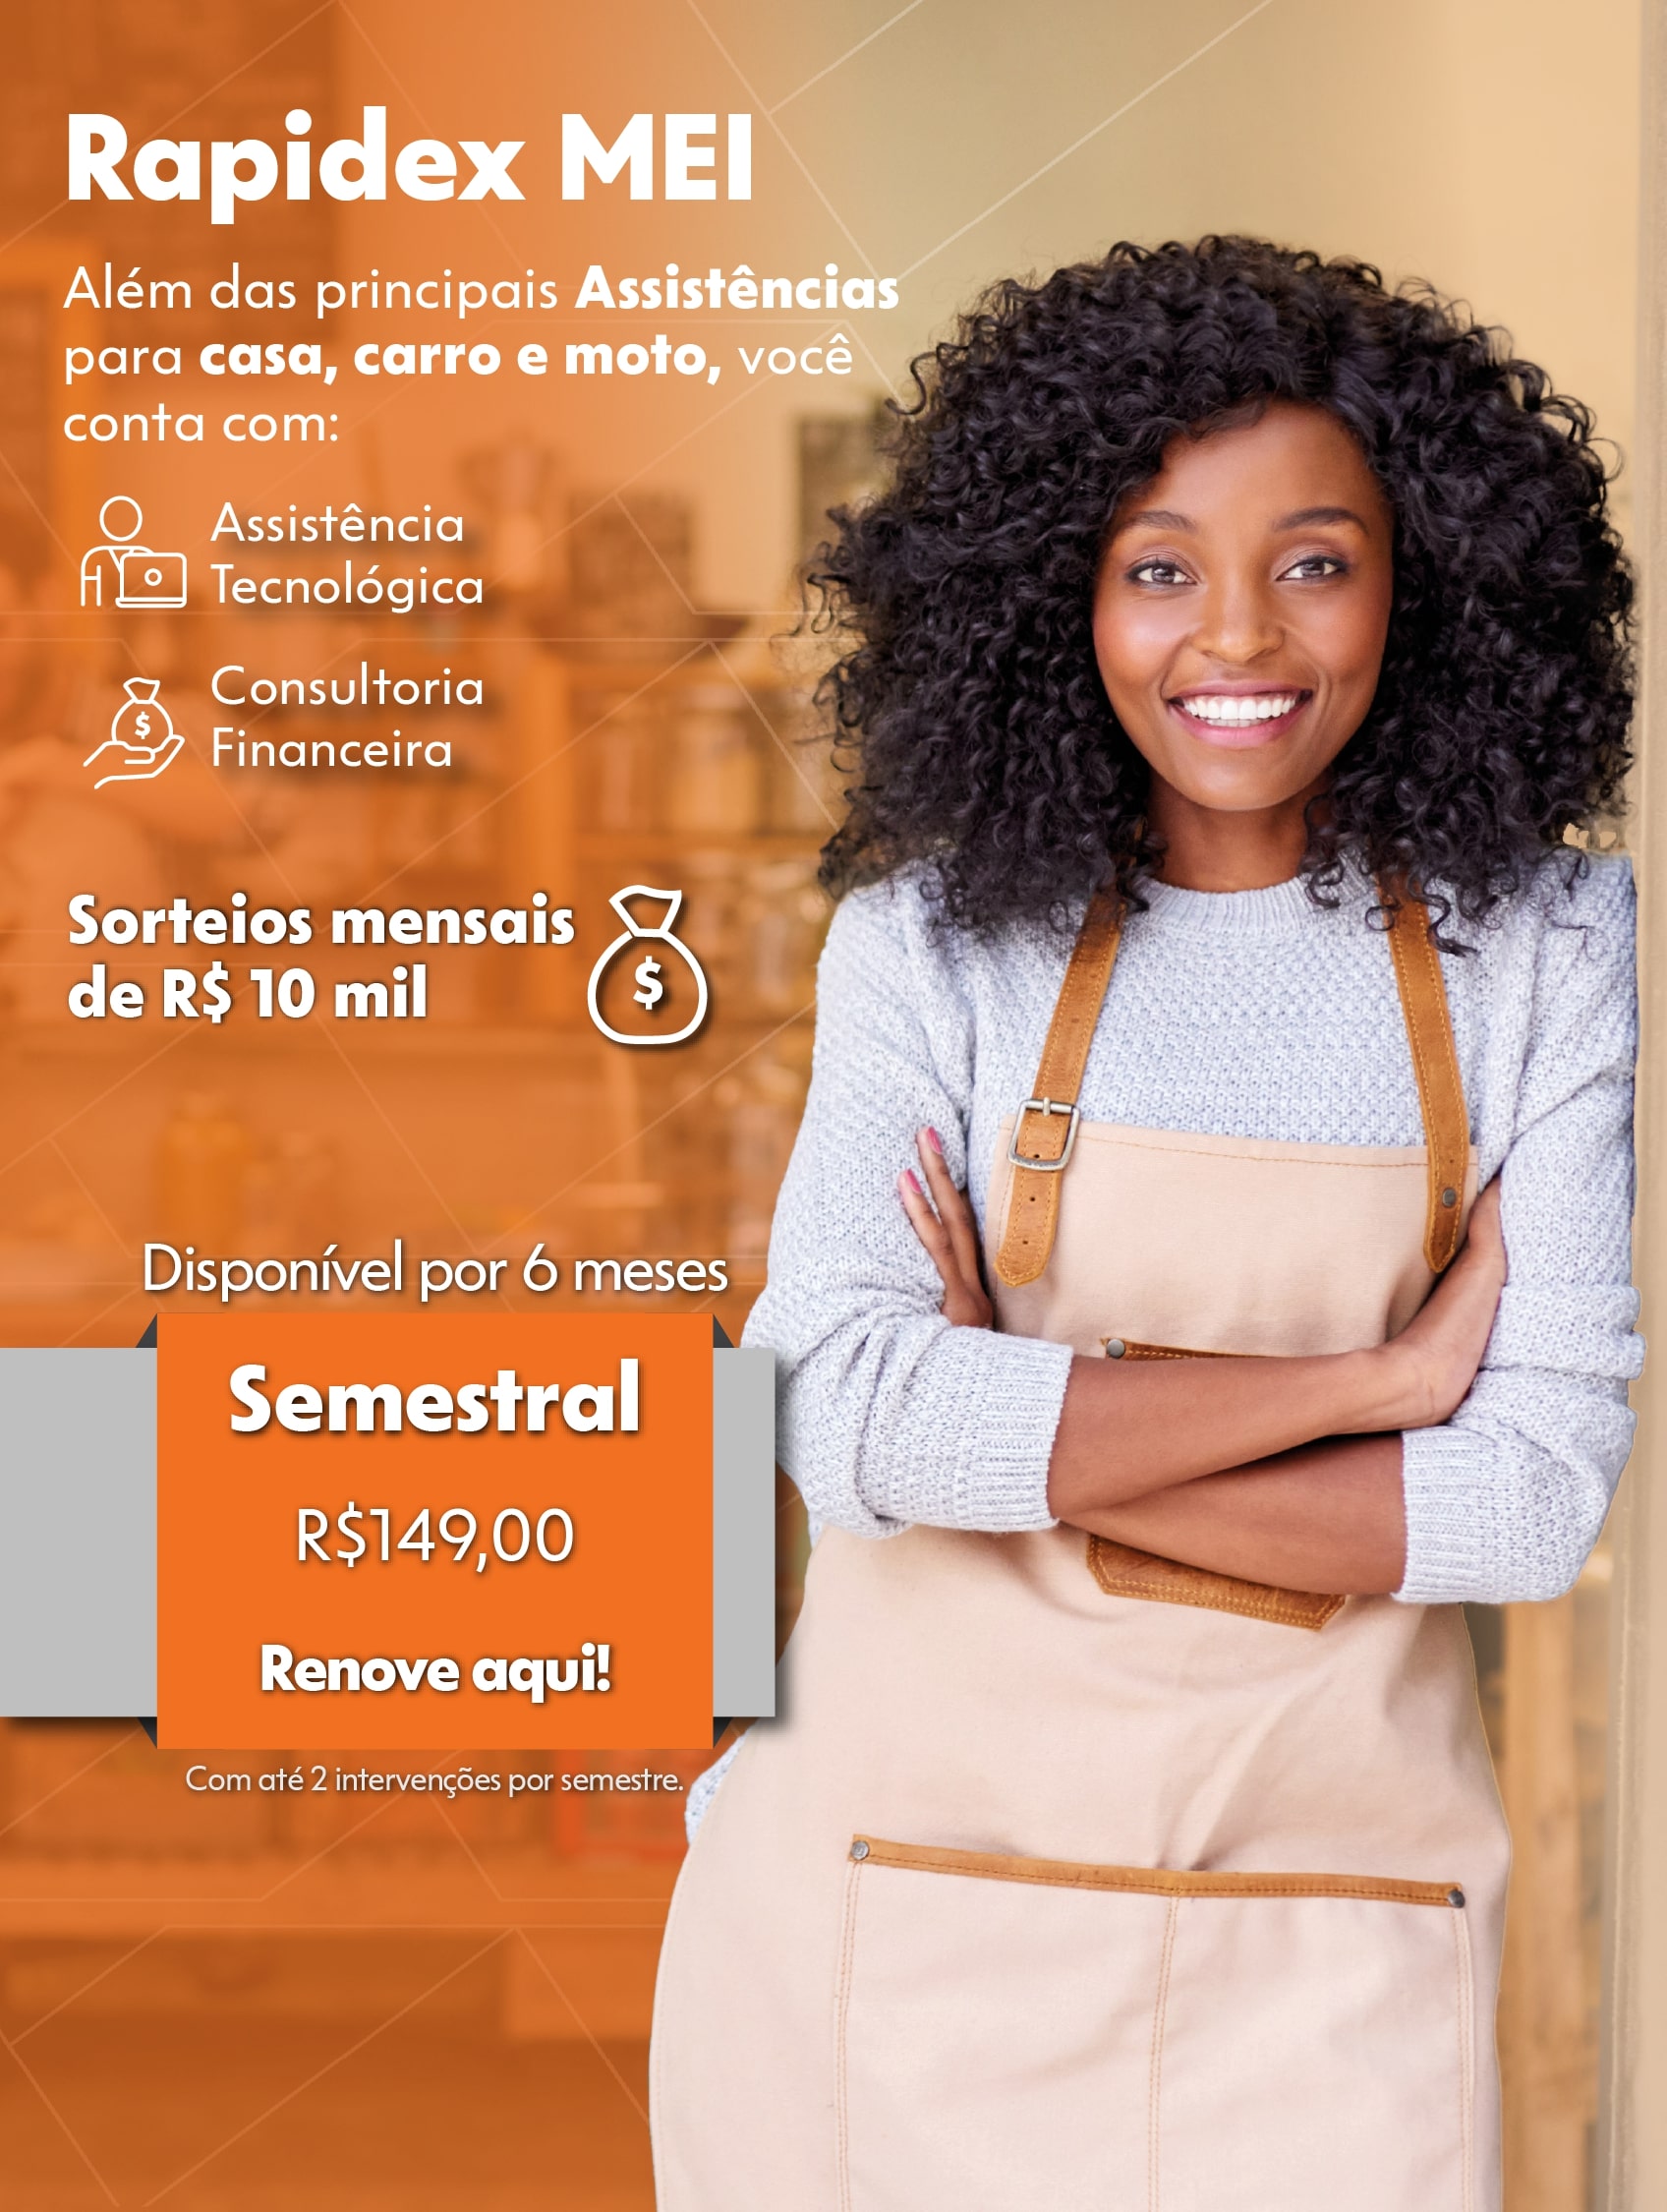 Rapidex MEI
Além das principais Assistências
para casa, carro e moto, você
conta com:
Assistência
Tecnológica
Consultoria
Financeira
Sorteios mensais
de R$ 10 mil
Disponível por 6 meses
Semestral
R$149,00
Renove aqui!
Com até 2 intervenções por semestre.